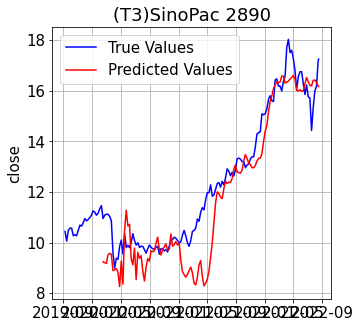 (T3)SinoPac 2890
True Values
Predicted Values
close
18
16
14
12
10
8